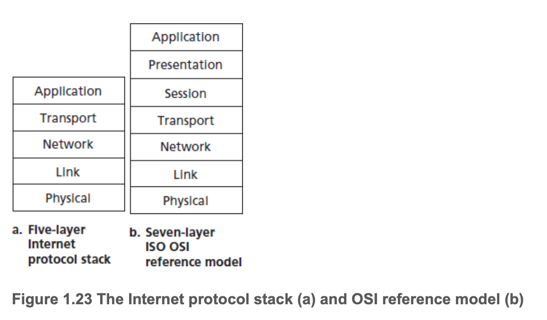 Application
Transport
Network
Link
Physical
a. Five-layer
Internet
protocol stack
Application
Presentation
Session
Transport
Network
Link
Physical
b. Seven-layer
ISO OSI
reference model
Figure 1.23 The Internet protocol stack (a) and OSI reference model (b)